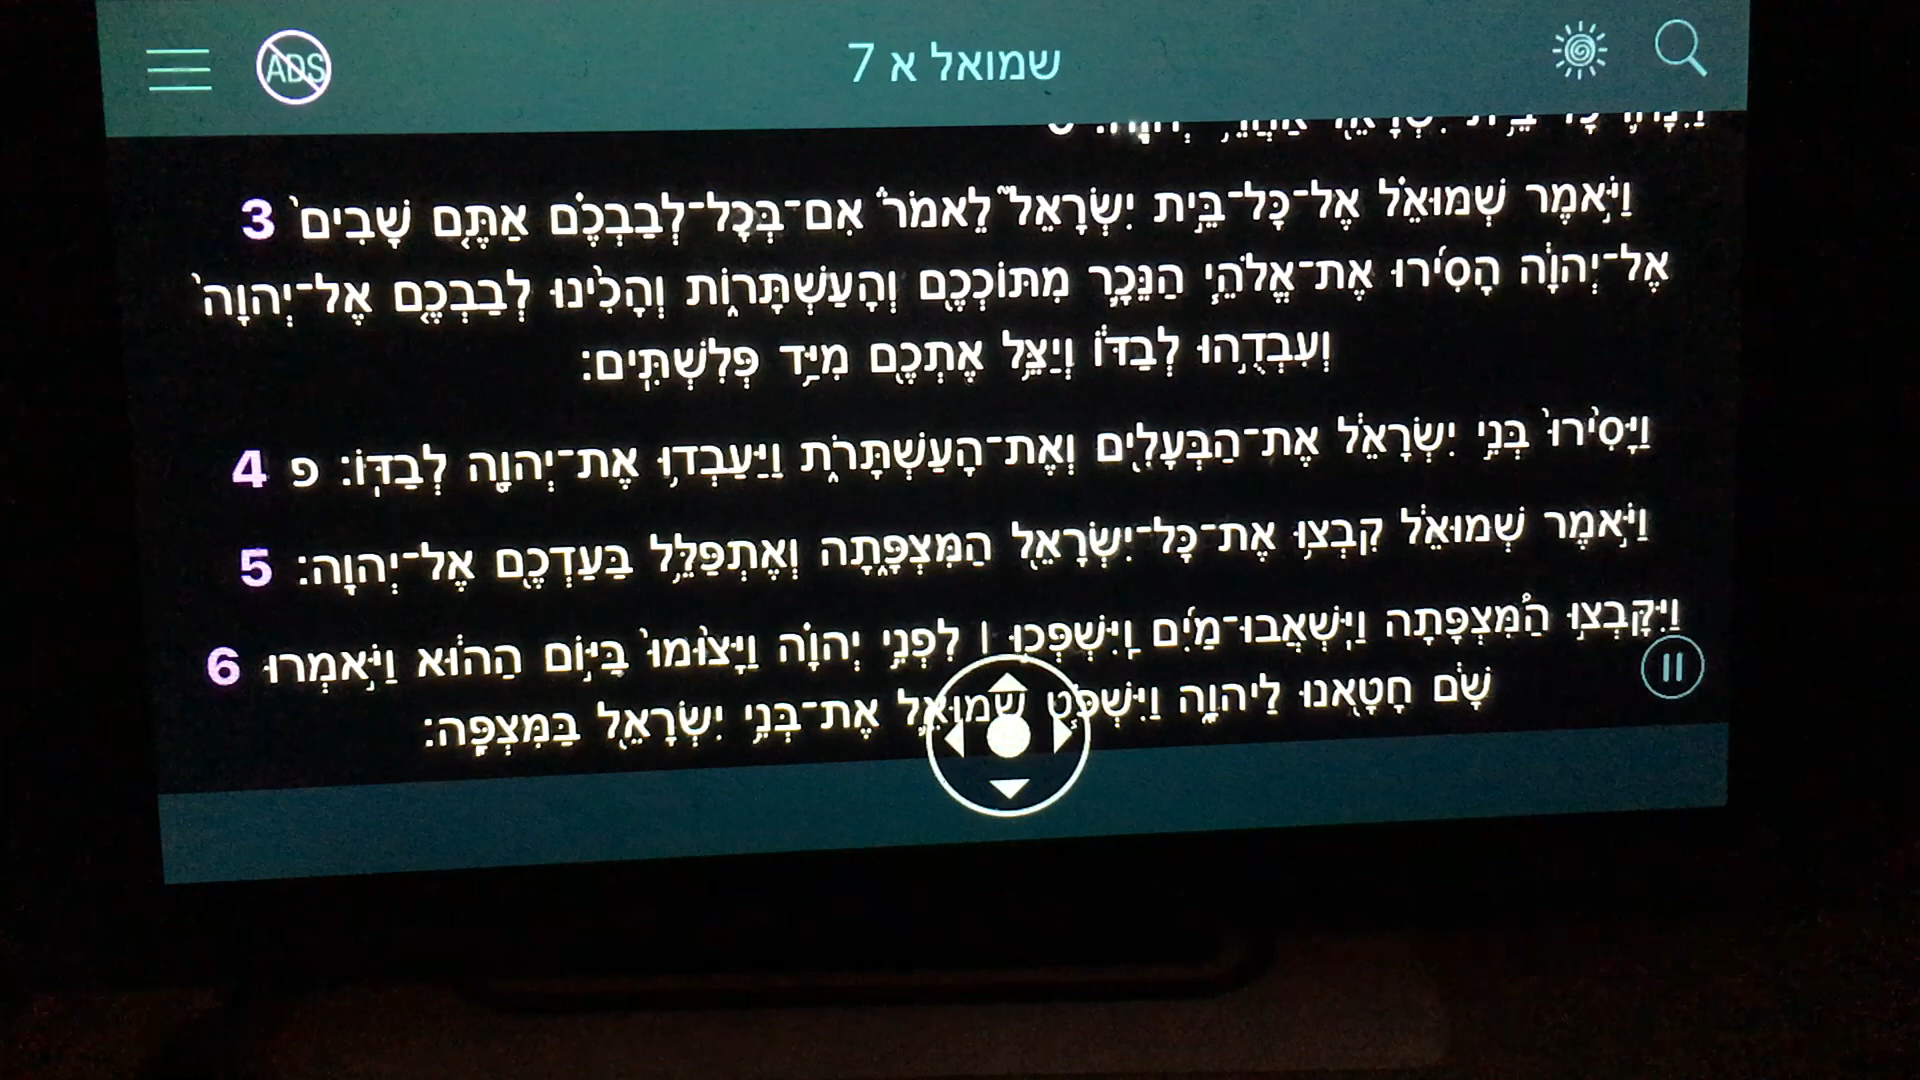 ADS
שמואל א 7
3 וַיֹּ֣אמֶר שְׁמוּאֵ֗ל אֶל־כָּל־בֵּ֣ית יִשְׂרָאֵל֮ לֵאמֹר֒ אִם־בְּכָל־לְבַבְכֶ֗ם אַתֶּ֤ם שָׁבִים֙
אֶל־יְהוָ֔ה הָסִ֜ירוּ אֶת־אֱלֹהֵ֧י הַנֵּכָ֛ר מִתּוֹכְכֶ֖ם וְהָעַשְׁתָּר֑וֹת וְהָכִ֨ינוּ לְבַבְכֶ֤ם אֶל־יְהוָה֙
וְעִבְדֻ֣הוּ לְבַדּ֔וֹ וְיַצֵּ֥ל אֶתְכֶ֖ם מִיַּ֥ד פְּלִשְׁתִּֽים׃
4 וַיָּסִ֙ירוּ֙ בְּנֵ֣י יִשְׂרָאֵ֔ל אֶת־הַבְּעָלִ֖ים וְאֶת־הָעַשְׁתָּרֹ֑ת וַיַּעַבְד֥וּ אֶת־יְהוָ֖ה לְבַדּֽוֹ׃ פ
5 וַיֹּ֣אמֶר שְׁמוּאֵ֔ל קִבְצ֥וּ אֶת־כָּל־יִשְׂרָאֵ֖ל הַמִּצְפָּ֑תָה וְאֶתְפַּלֵּ֥ל בַּעַדְכֶ֖ם אֶל־יְהוָֽה׃
6 וַיִּקָּבְצ֣וּ הַ֠מִּצְפָּתָה וַיִּֽשְׁאֲבוּ־מַ֜יִם וַֽיִּשְׁפְּכ֣וּ ׀ לִפְנֵ֣י יְהוָ֗ה וַיָּצ֙וּמוּ֙ בַּיּ֣וֹם הַה֔וּא וַיֹּ֣אמְרוּ
שָׁ֔ם חָטָ֖אנוּ לַיהוָ֑ה וַיִּשְׁפֹּ֧ט שְׁמוּאֵ֛ל אֶת־בְּנֵ֥י יִשְׂרָאֵ֖ל בַּמִּצְפָּֽה׃